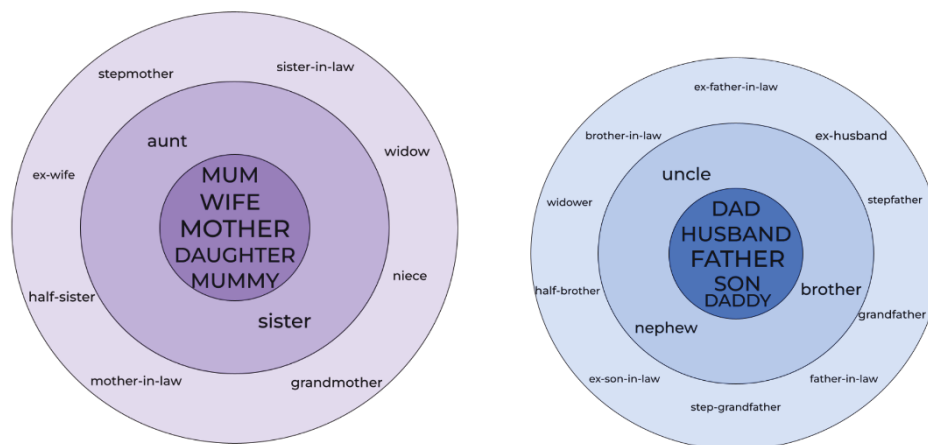 stepmother
sister-in-law
aunt
widow
ex-wife
MUM
WIFE
MOTHER
DAUGHTER
MUMMY
niece
half-sister
sister
mother-in-law
grandmother
ex-father-in-law
brother-in-law
ex-husband
uncle
widower
stepfather
DAD
HUSBAND
FATHER
SON
DADDY
half-brother
brother
grandfather
nephew
ex-son-in-law
father-in-law
step-grandfather